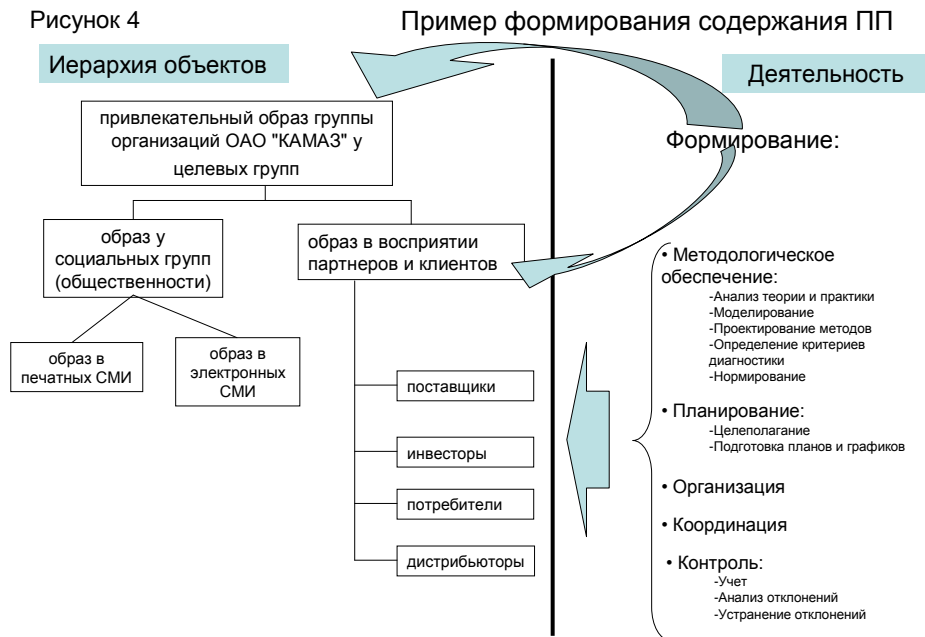 Рисунок 4
Пример формирования содержания ПП
Иерархия объектов
Деятельность
привлекательный образ группы
организаций ОАО "КАМАЗ" у
целевых групп
Формирование:
образ у
социальных групп
(общественности)
образ в восприятии
партнеров и клиентов
образ в
печатных СМИ
образ в
электронных
СМИ
поставщики
инвесторы
потребители
дистрибьюторы
• Методологическое
обеспечение:
-Анализ теории и практики
-Моделирование
-Проектирование методов
-Определение критериев
диагностики
-Нормирование
• Планирование:
-Целеполагание
-Подготовка планов и графиков
• Организация
• Координация
• Контроль:
-Учет
-Анализ отклонений
-Устранение отклонений